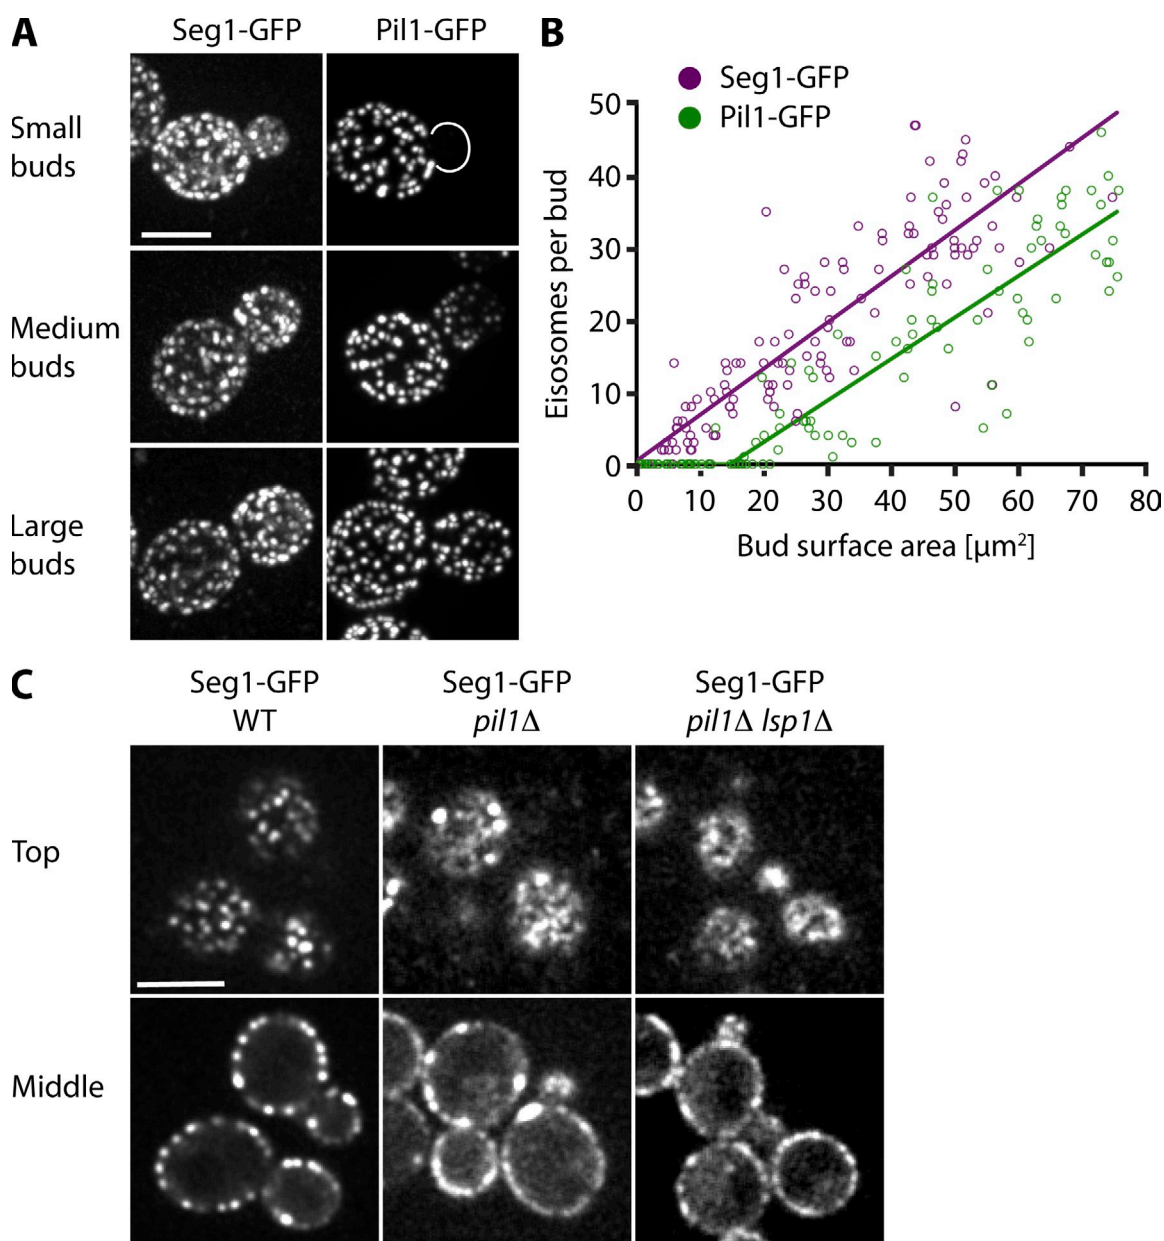 A
Seg1-GFP
Pil1-GFP
Small
buds
Medium
buds
Large
buds
B
Seg1-GFP
Pil1-GFP
Eisosomes per bud
50
40
30
20
10
0
0 10 20 30 40 50 60 70 80
Bud surface area [µm²]
C
Seg1-GFP
WT
Seg1-GFP
pil1Δ
Seg1-GFP
pil1Δ lsp1Δ
Top
Middle